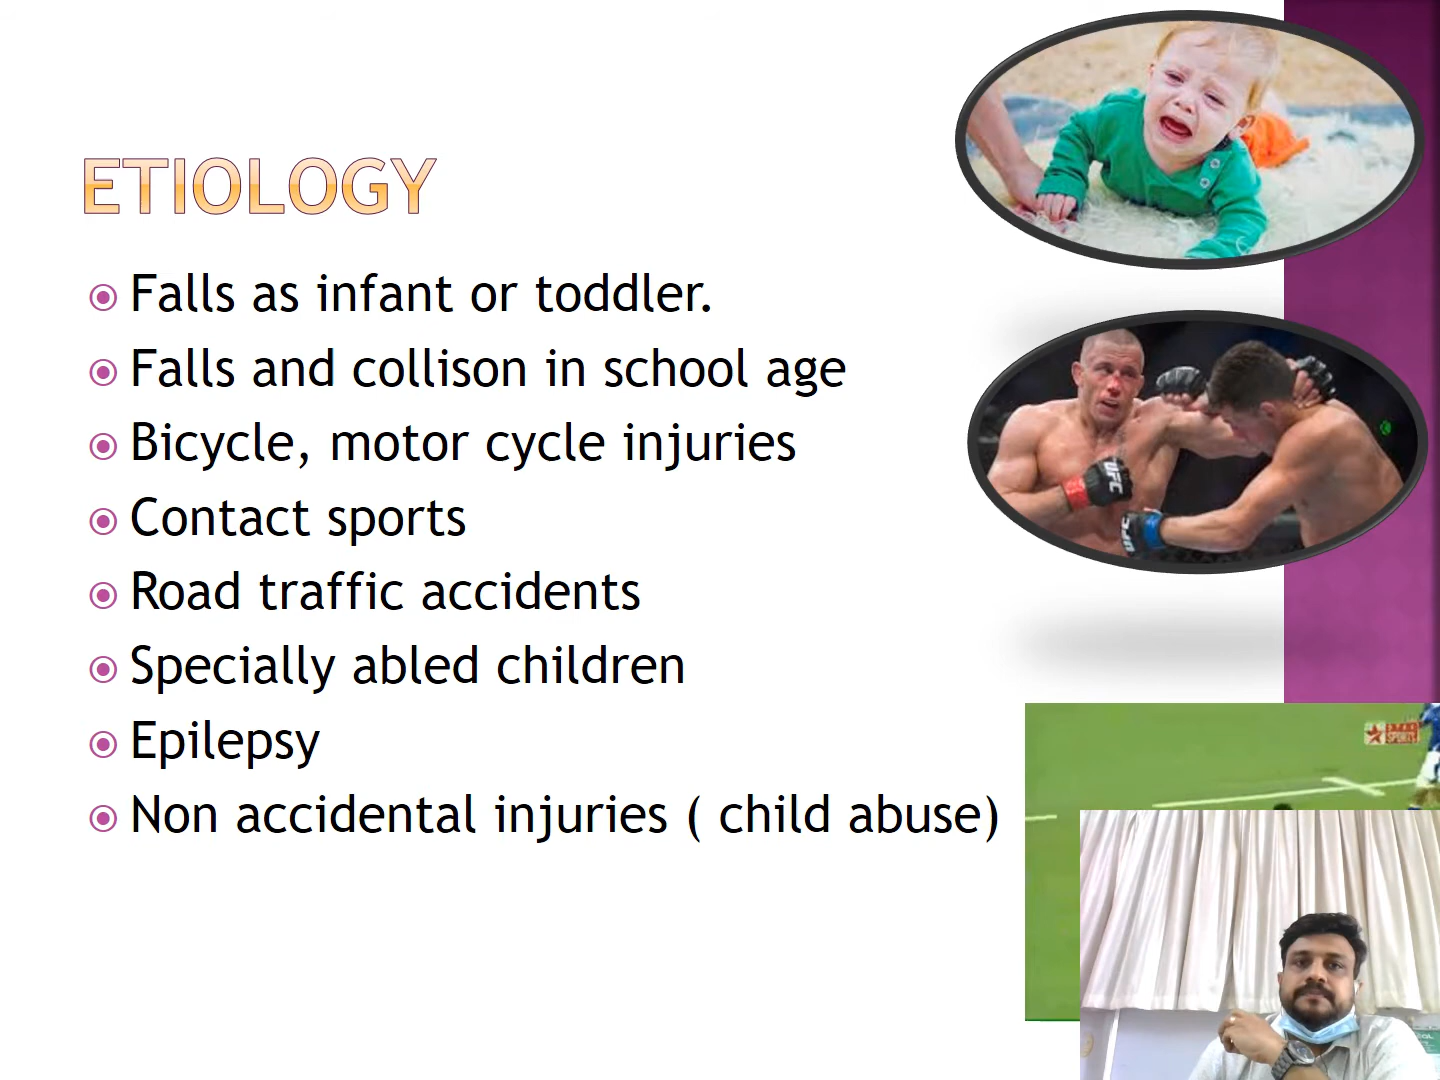 ETIOLOGY
Falls as infant or toddler.
Falls and collison in school age
Bicycle, motor cycle injuries
Contact sports
Road traffic accidents
Specially abled children
Epilepsy
Non accidental injuries ( child abuse)
UFC
UFC